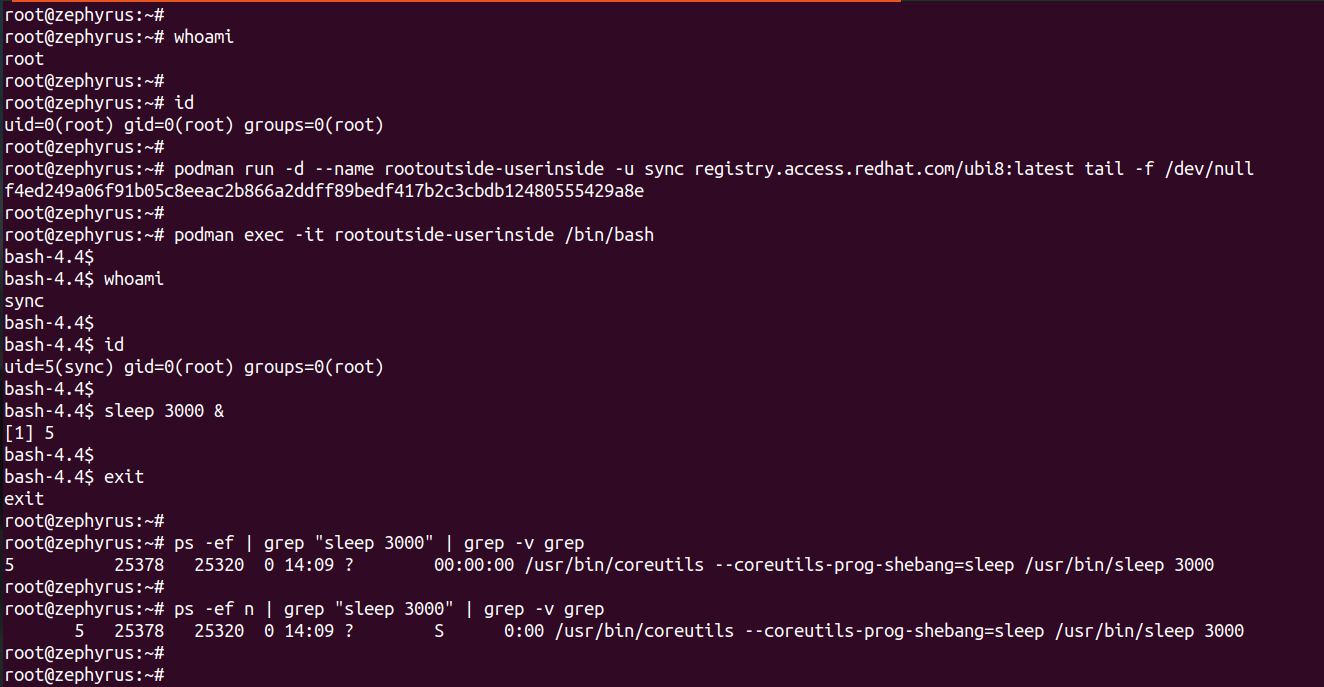 root@zephyrus:~#
root@zephyrus:~# whoami
root
root@zephyrus:~#
root@zephyrus:~# id
uid=0(root) gid=0(root) groups=0(root)
root@zephyrus:~#
root@zephyrus:~# podman run -d --name rootoutside-userinside -u sync registry.access.redhat.com/ubi8:latest tail -f /dev/null
f4ed249a06f91b05c8eeac2b866a2ddff89bedf417b2c3cbdb12480555429a8e
root@zephyrus:~#
root@zephyrus:~# podman exec -it rootoutside-userinside /bin/bash
bash-4.4$
bash-4.4$ whoami
sync
bash-4.4$
bash-4.4$ id
uid=5(sync) gid=0(root) groups=0(root)
bash-4.4$
bash-4.4$ sleep 3000 &
[1] 5
bash-4.4$
bash-4.4$ exit
exit
root@zephyrus:~#
root@zephyrus:~# ps -ef | grep "sleep 3000" | grep -v grep
5          25378   25320  0 14:09 ?        00:00:00 /usr/bin/coreutils --coreutils-prog-shebang=sleep /usr/bin/sleep 3000
root@zephyrus:~#
root@zephyrus:~# ps -ef n | grep "sleep 3000" | grep -v grep
       5   25378   25320  0 14:09 ?        S      0:00 /usr/bin/coreutils --coreutils-prog-shebang=sleep /usr/bin/sleep 3000
root@zephyrus:~#
root@zephyrus:~#